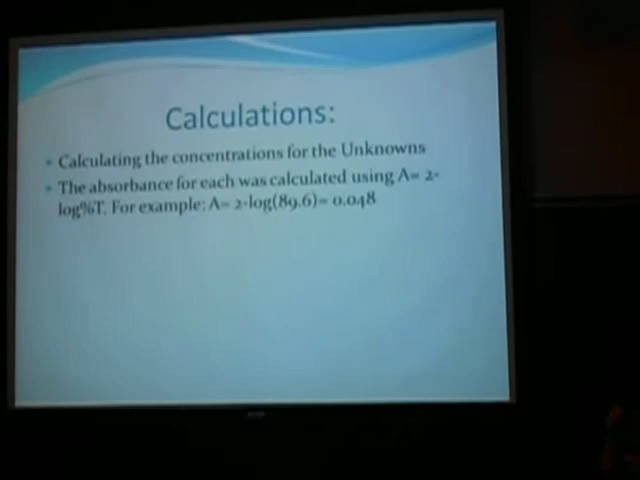 Calculations:
Calculating the concentrations for the Unknowns
The absorbance for each was calculated using A= 2-
log%T. For example: A= 2-log(89.6)= 0.048